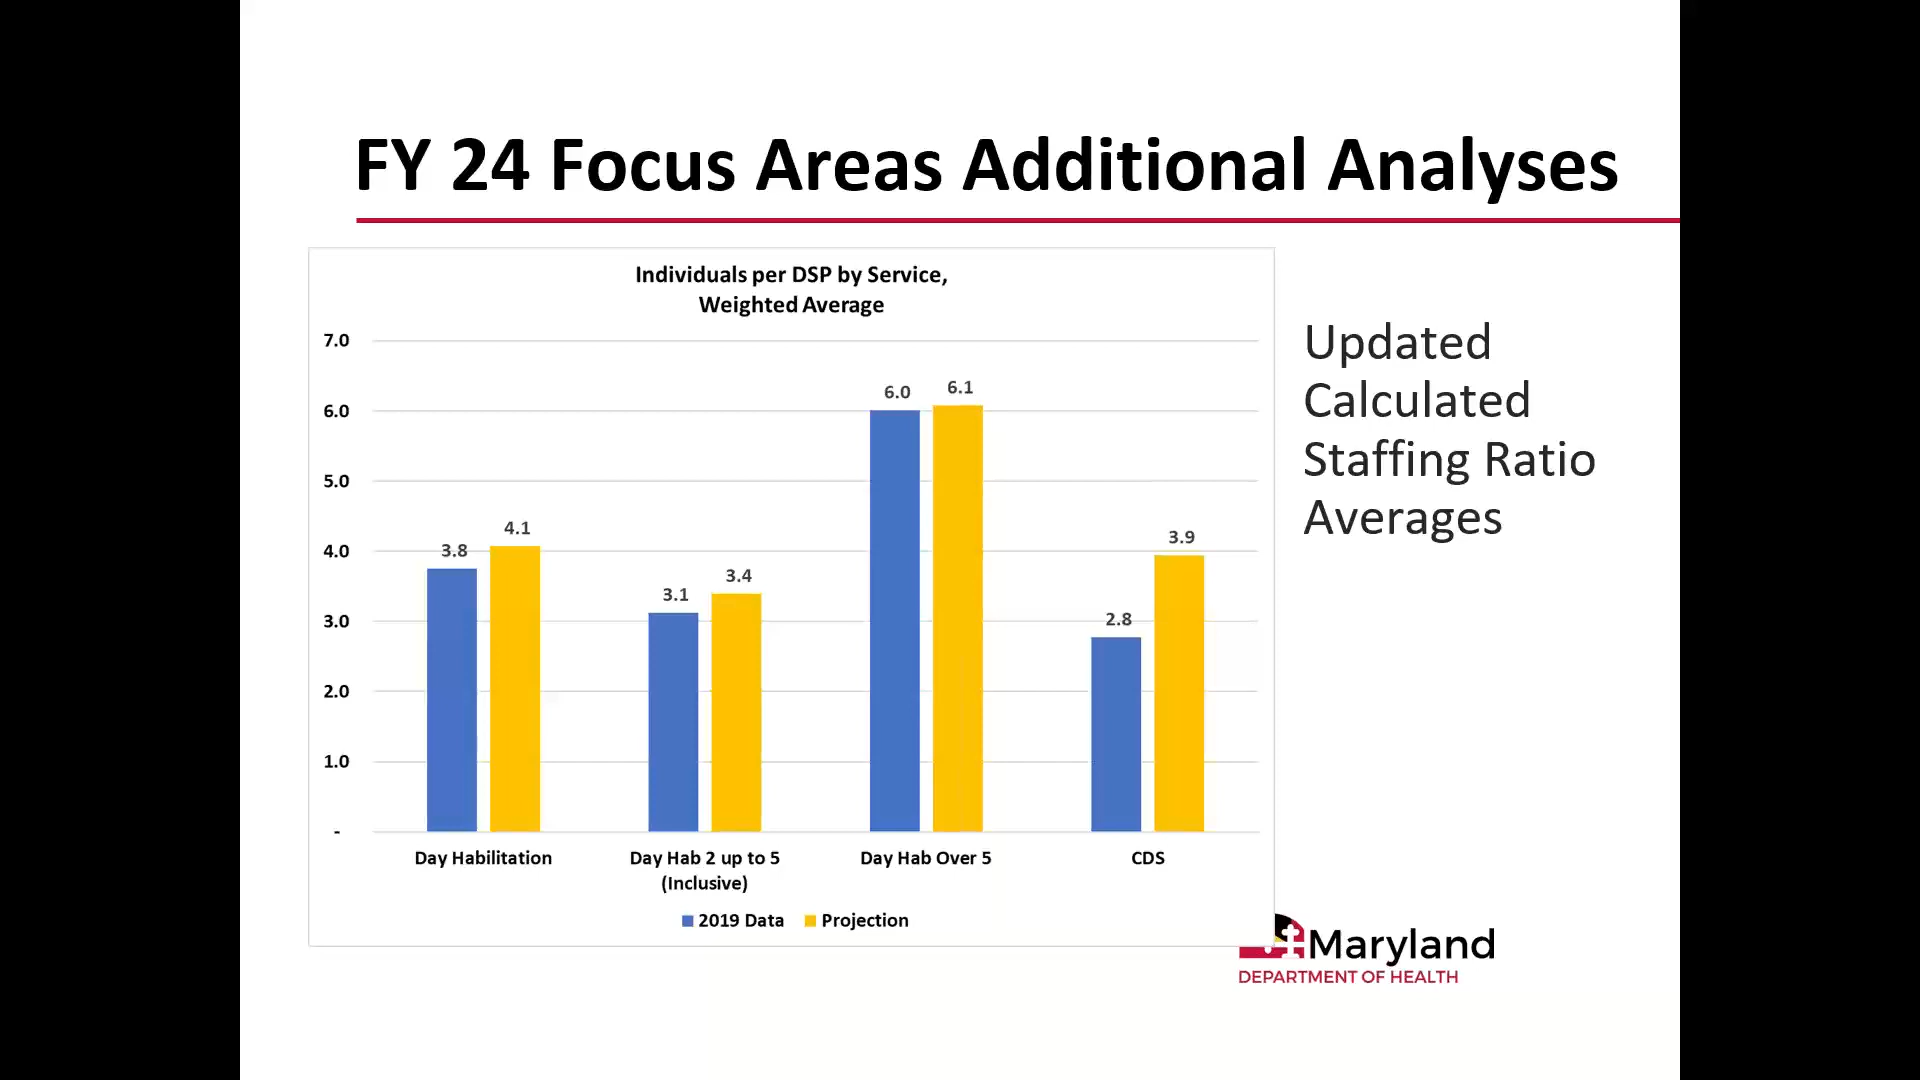 FY 24 Focus Areas Additional Analyses
Individuals per DSP by Service,
Weighted Average
7.0
6.0
5.0
4.0
3.0
2.0
1.0
-
3.8
4.1
3.1
3.4
6.0
6.1
2.8
3.9
Day Habilitation
Day Hab 2 up to 5
(Inclusive)
Day Hab Over 5
CDS
2019 Data
Projection
Updated
Calculated
Staffing Ratio
Averages
Maryland
DEPARTMENT OF HEALTH